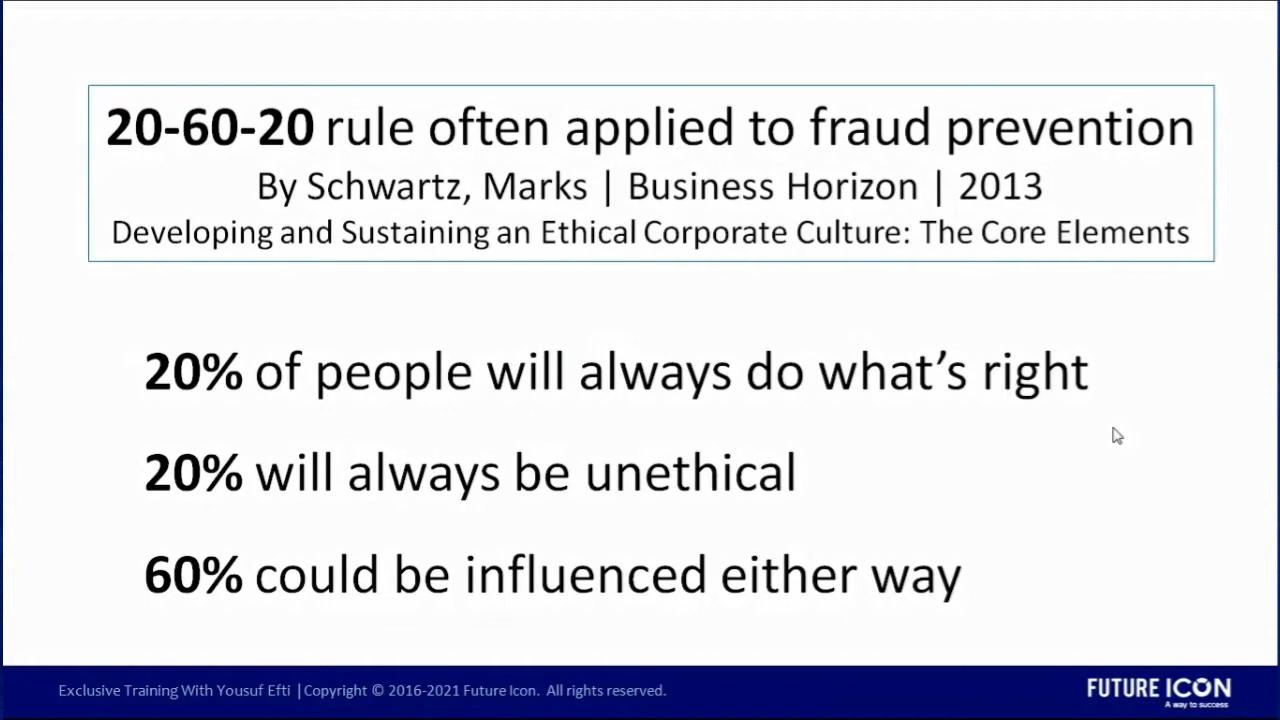 20-60-20 rule often applied to fraud prevention
By Schwartz, Marks | Business Horizon | 2013
Developing and Sustaining an Ethical Corporate Culture: The Core Elements
20% of people will always do what's right
20% will always be unethical
60% could be influenced either way
Exclusive Training With Yousuf Efti |Copyright © 2016-2021 Future Icon. All rights reserved.
FUTURE ICON
A way to success